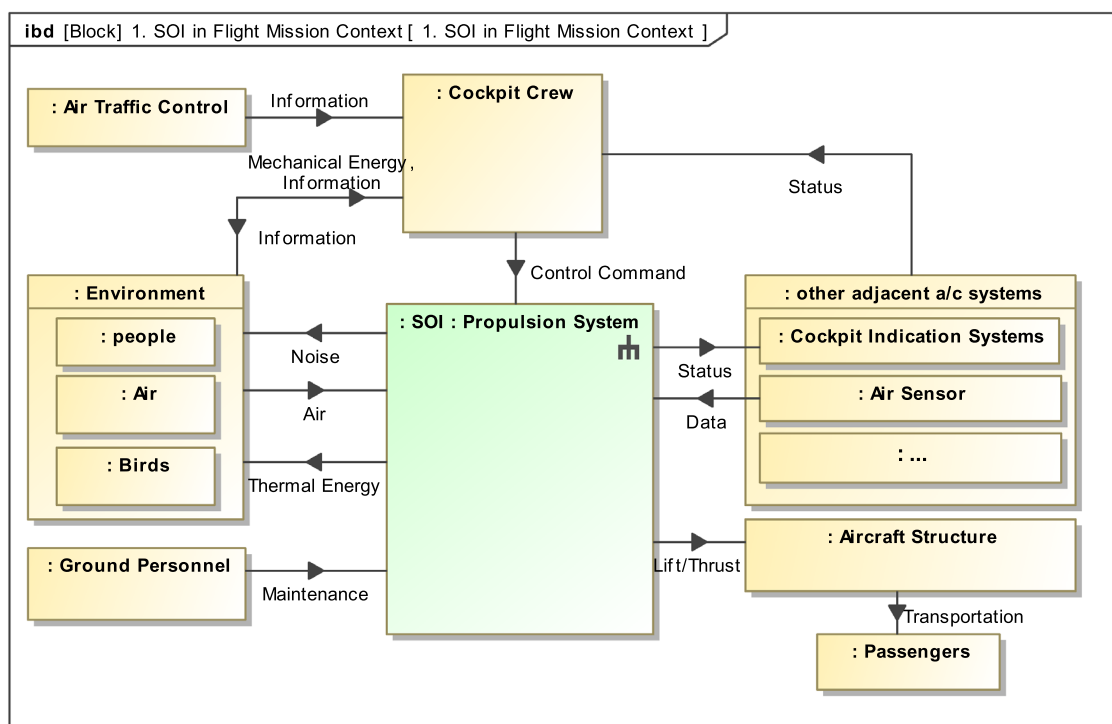 ibd [Block] 1. SOI in Flight Mission Context [ 1. SOI in Flight Mission Context ]
: Air Traffic Control
Information
: Cockpit Crew
Mechanical Energy,
Information
Information
Status
Control Command
: Environment
: people
: Air
: Birds
: SOI : Propulsion System
Noise
Air
Thermal Energy
: other adjacent a/c systems
: Cockpit Indication Systems
: Air Sensor
: ...
Status
Data
: Ground Personnel
Maintenance
Lift/Thrust
: Aircraft Structure
Transportation
: Passengers